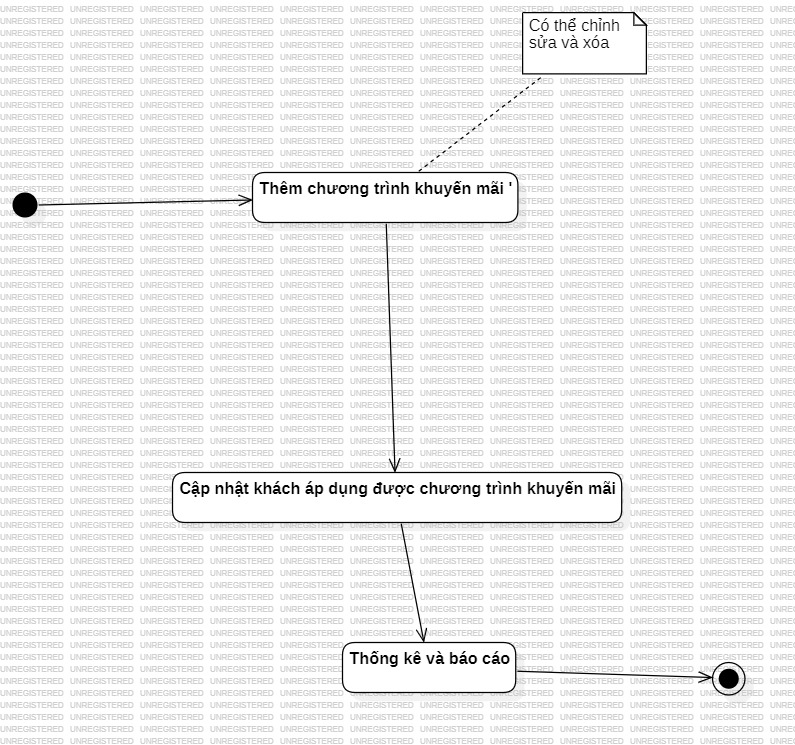 Có thể chỉnh
sửa và xóa
Thêm chương trình khuyến mãi '
Cập nhật khách áp dụng được chương trình khuyến mãi
Thống kê và báo cáo
UNREGISTERED